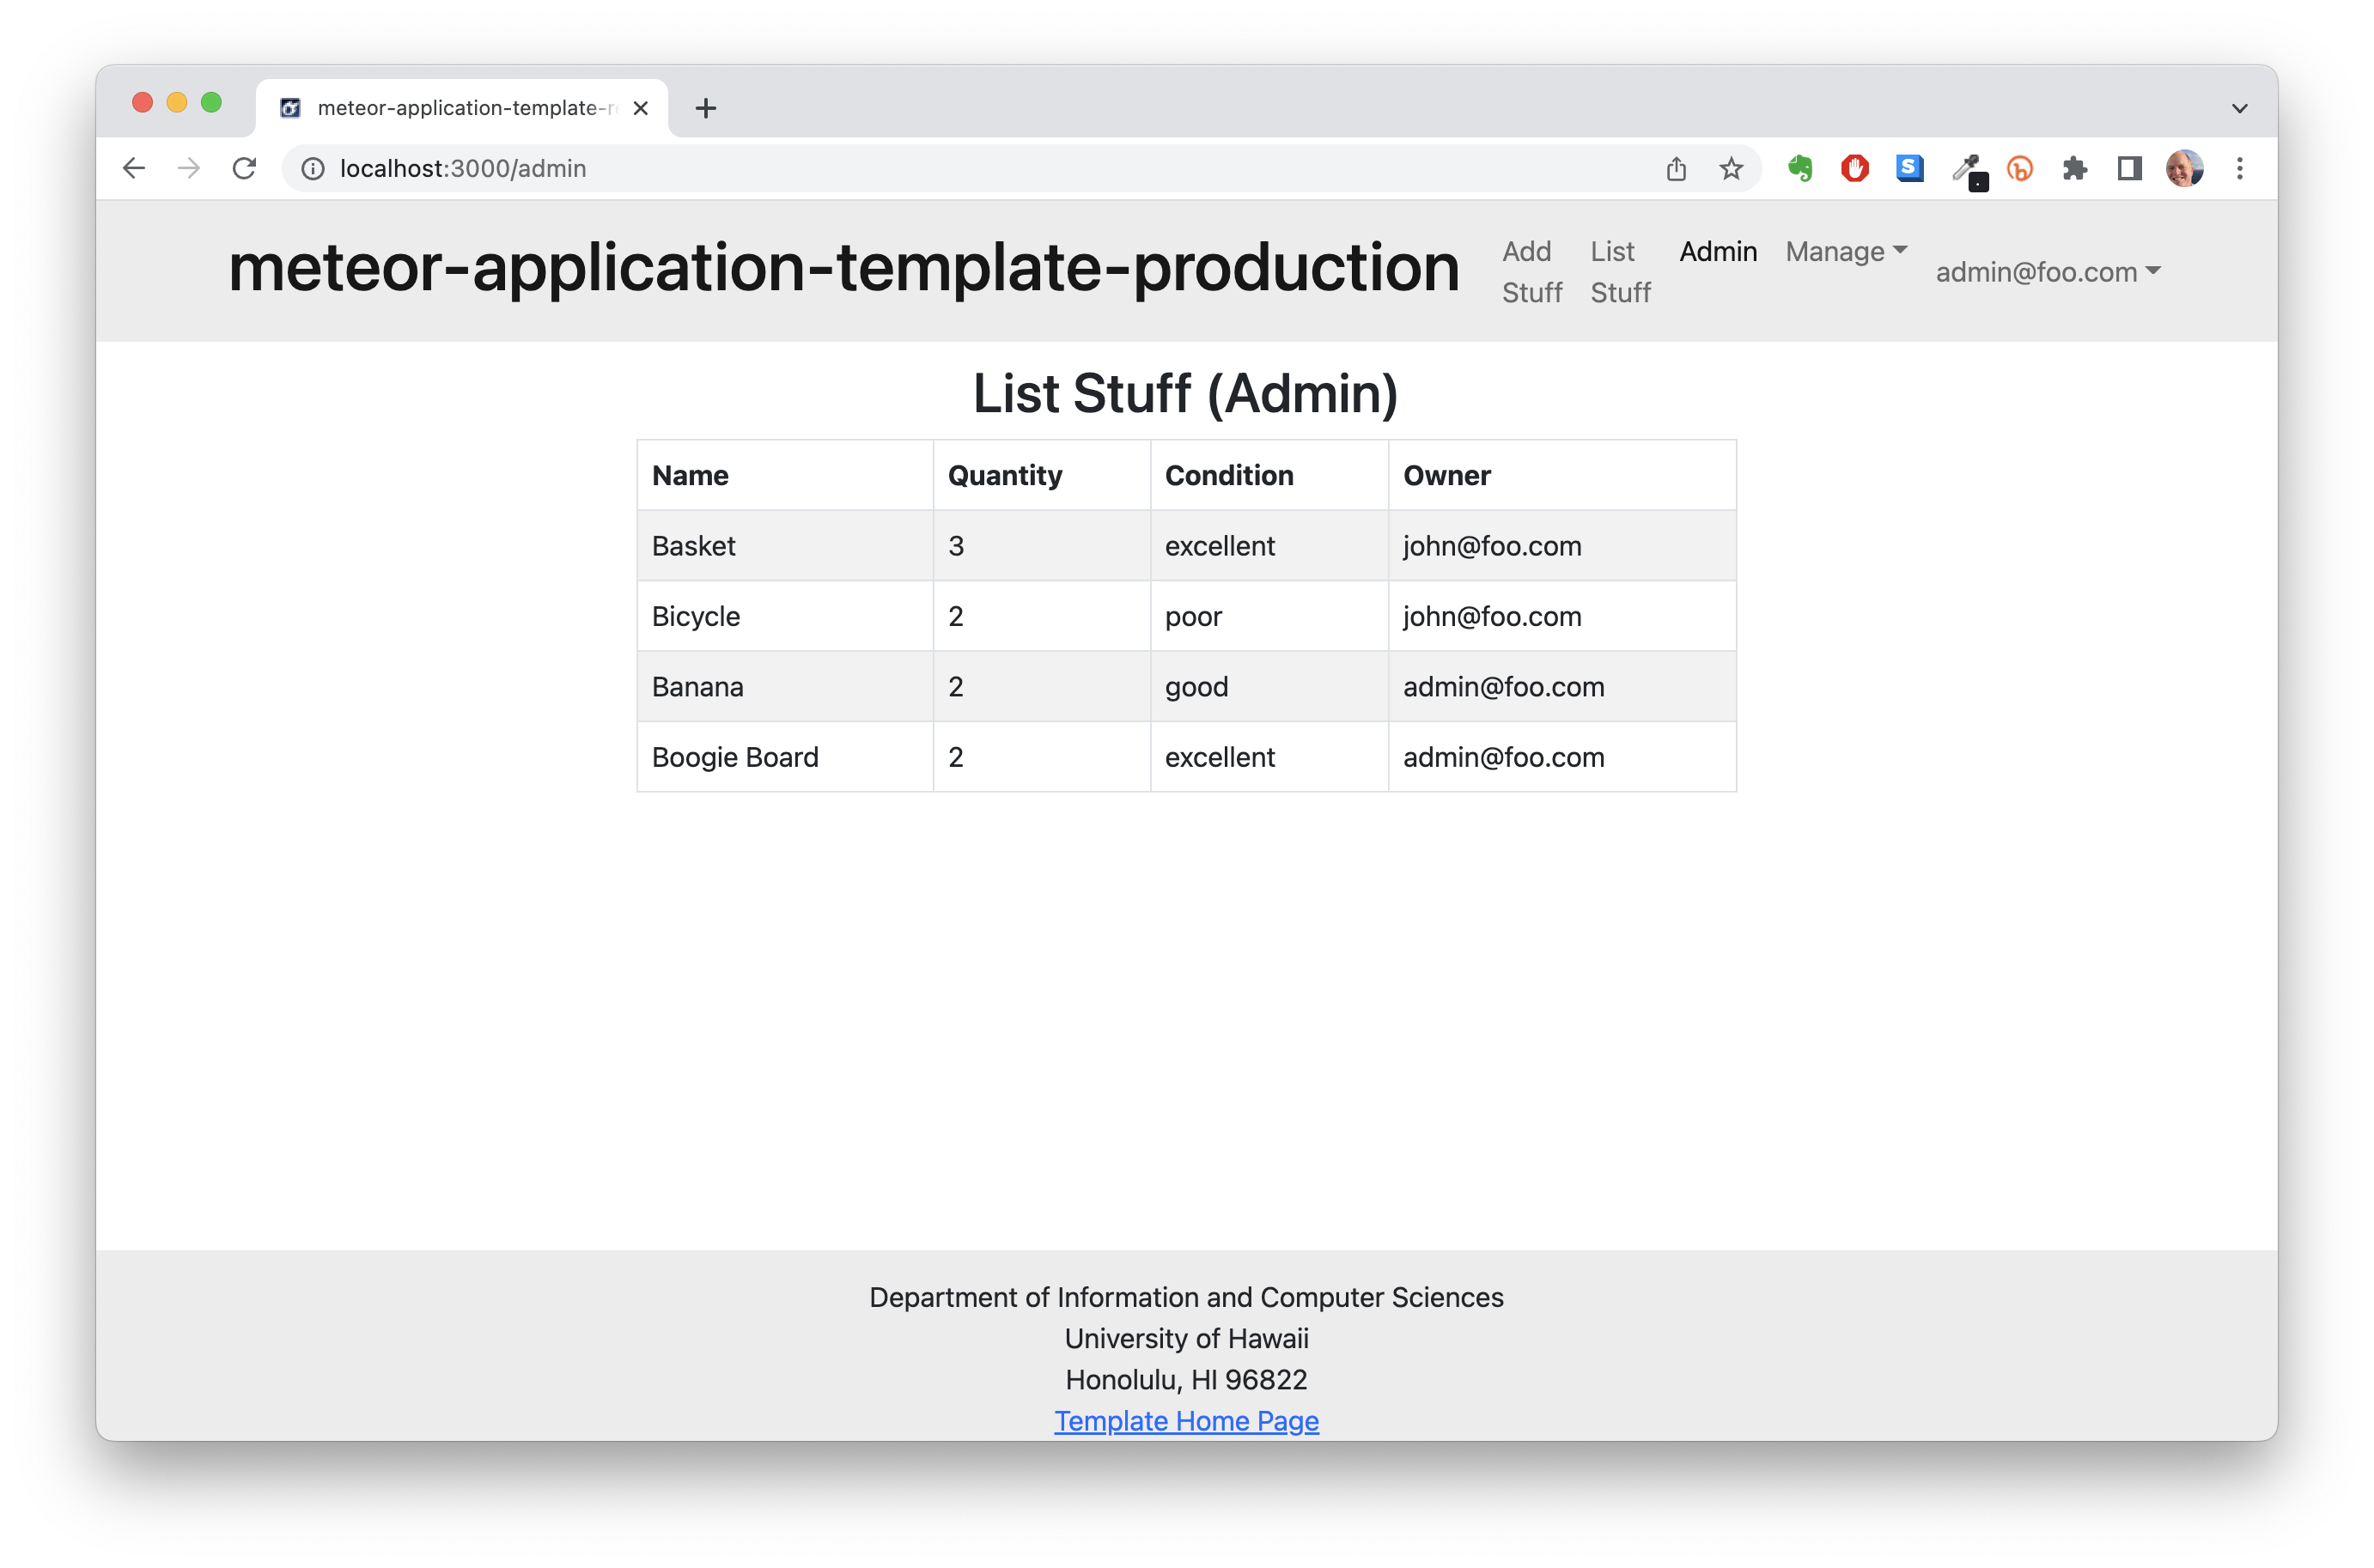 meteor-application-template-r
localhost:3000/admin
meteor-application-template-production
Add Stuff
List Stuff
Admin
Manage
admin@foo.com
List Stuff (Admin)
Name Quantity Condition Owner
Basket 3 excellent john@foo.com
Bicycle 2 poor john@foo.com
Banana 2 good admin@foo.com
Boogie Board 2 excellent admin@foo.com
Department of Information and Computer Sciences
University of Hawaii
Honolulu, HI 96822
Template Home Page